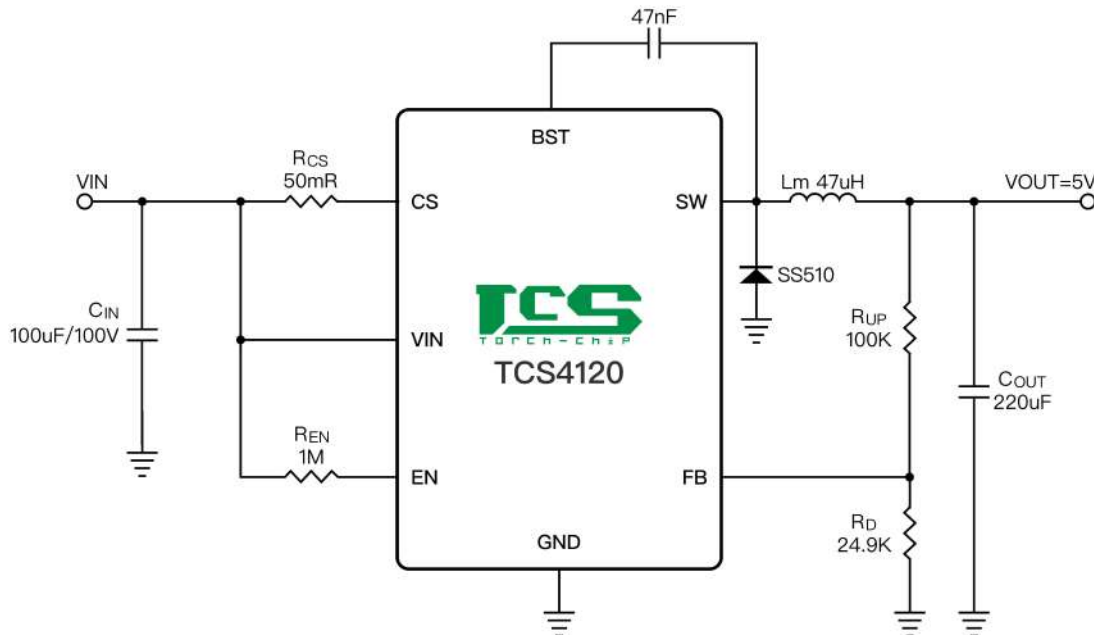 47nF
BST
RCS
50mR
VIN
CS
SW
Lm 47uH
VOUT=5V
SS510
CIN
100uF/100V
VIN
TCS
TORCH-CHIP
TCS4120
RUP
100K
COUT
220uF
REN
1M
EN
FB
GND
RD
24.9K